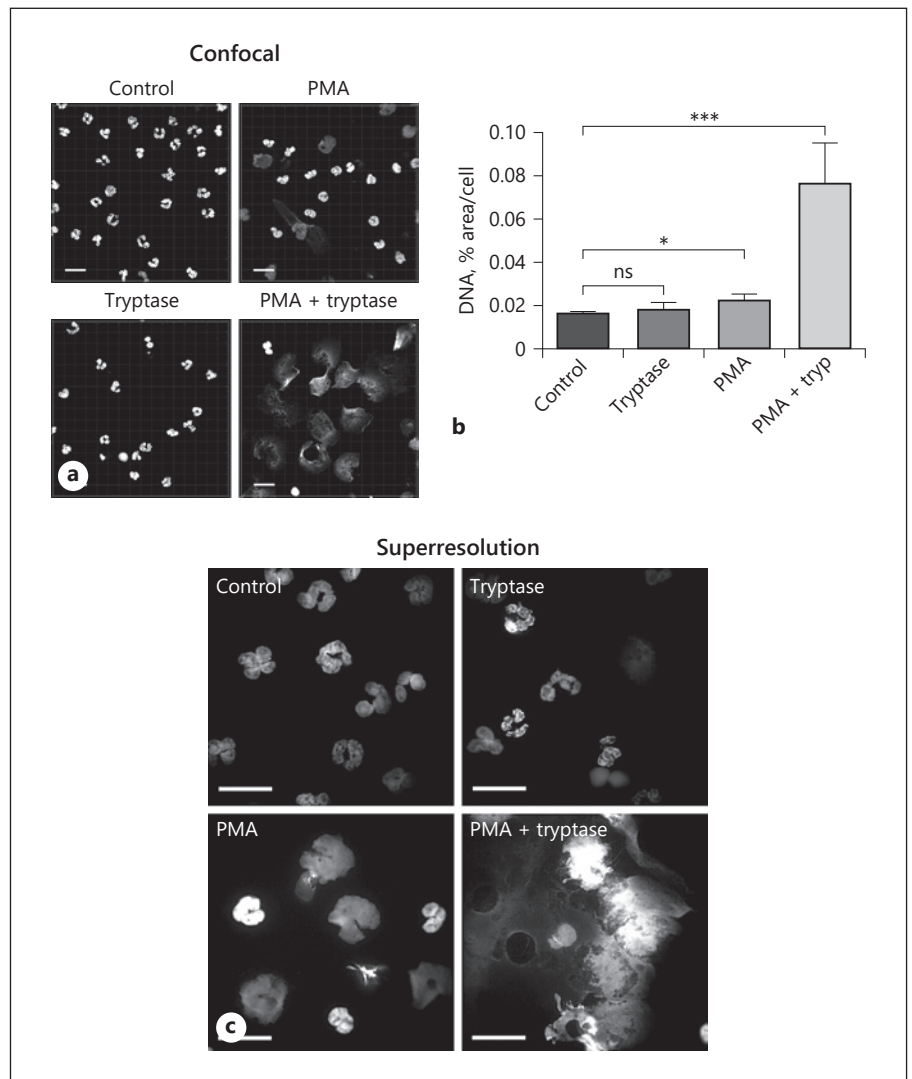 Confocal
Control
PMA
Tryptase
PMA + tryptase
a
DNA, % area/cell
0.10
0.08
0.06
0.04
0.02
0
***
*
ns
Control
Tryptase
PMA
PMA + tryp
b
Superresolution
Control
Tryptase
PMA
PMA + tryptase
c